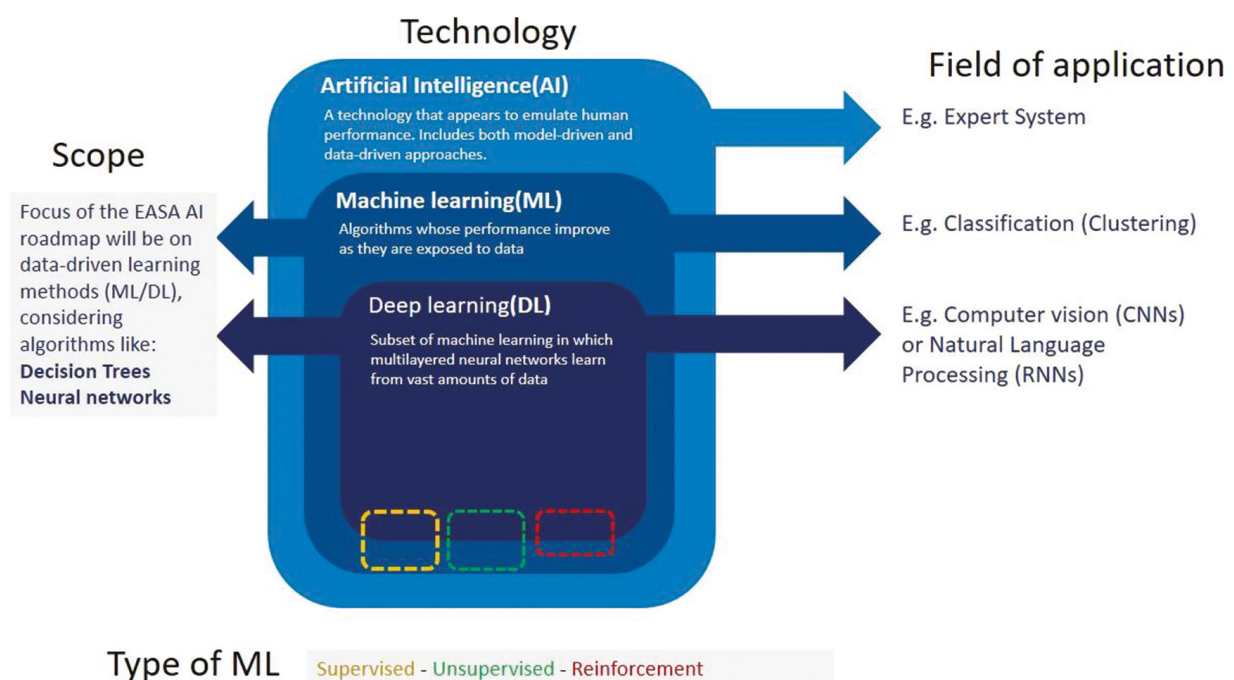 Technology
Field of application
Scope
Artificial Intelligence(AI)
A technology that appears to emulate human
performance. Includes both model-driven and
data-driven approaches.
E.g. Expert System
Focus of the EASA AI
roadmap will be on
data-driven learning
methods (ML/DL),
considering
algorithms like:
Decision Trees
Neural networks
Machine learning(ML)
Algorithms whose performance improve
as they are exposed to data
E.g. Classification (Clustering)
Deep learning(DL)
Subset of machine learning in which
multilayered neural networks learn
from vast amounts of data
E.g. Computer vision (CNNs)
or Natural Language
Processing (RNNs)
Type of ML
Supervised - Unsupervised - Reinforcement